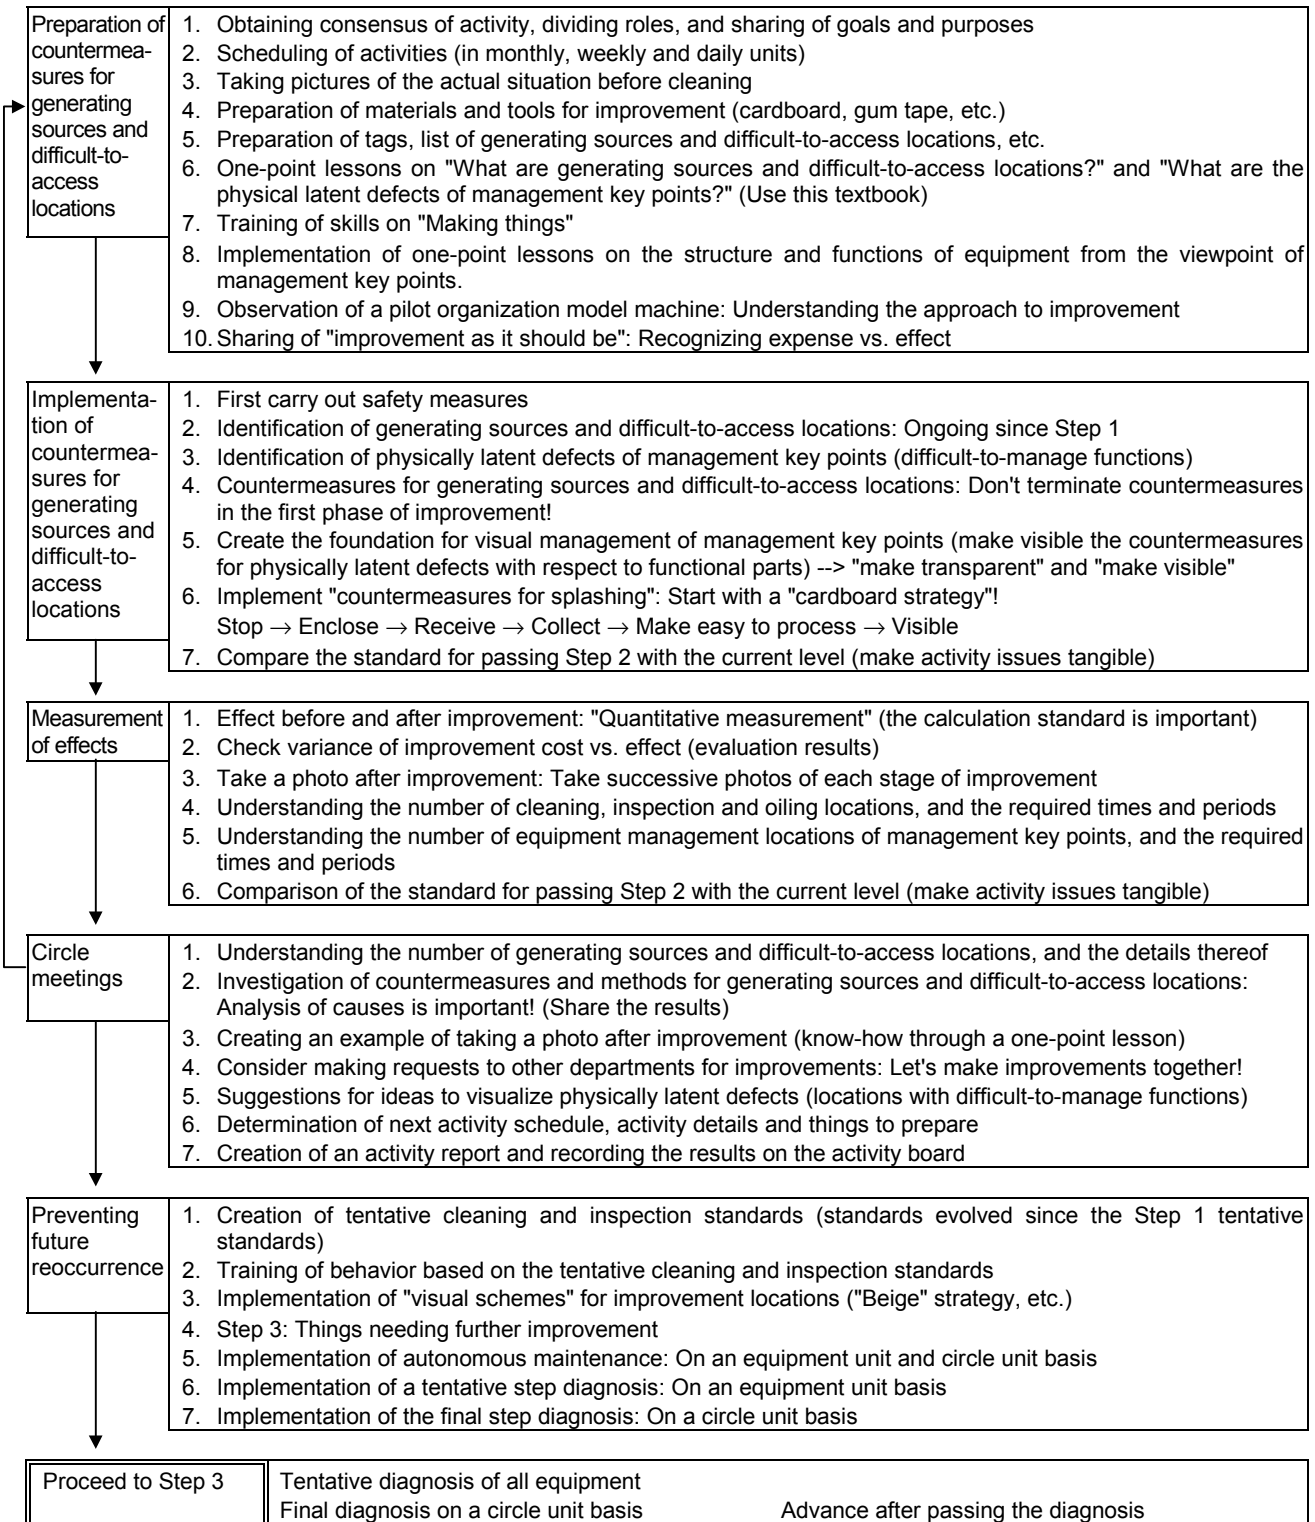 Preparation of
countermea-
sures for
generating
sources and
difficult-to-
access
locations
1. Obtaining consensus of activity, dividing roles, and sharing of goals and purposes
2. Scheduling of activities (in monthly, weekly and daily units)
3. Taking pictures of the actual situation before cleaning
4. Preparation of materials and tools for improvement (cardboard, gum tape, etc.)
5. Preparation of tags, list of generating sources and difficult-to-access locations, etc.
6. One-point lessons on "What are generating sources and difficult-to-access locations?" and "What are the
physical latent defects of management key points?" (Use this textbook)
7. Training of skills on "Making things"
8. Implementation of one-point lessons on the structure and functions of equipment from the viewpoint of
management key points.
9. Observation of a pilot organization model machine: Understanding the approach to improvement
10. Sharing of "improvement as it should be": Recognizing expense vs. effect
Implementa-
tion of
countermea-
sures for
generating
sources and
difficult-to-
access
locations
1. First carry out safety measures
2. Identification of generating sources and difficult-to-access locations: Ongoing since Step 1
3. Identification of physically latent defects of management key points (difficult-to-manage functions)
4. Countermeasures for generating sources and difficult-to-access locations: Don't terminate countermeasures
in the first phase of improvement!
5. Create the foundation for visual management of management key points (make visible the countermeasures
for physically latent defects with respect to functional parts) --> "make transparent" and "make visible"
6. Implement "countermeasures for splashing": Start with a "cardboard strategy"!
Stop → Enclose → Receive → Collect → Make easy to process → Visible
7. Compare the standard for passing Step 2 with the current level (make activity issues tangible)
Measurement
of effects
1. Effect before and after improvement: "Quantitative measurement" (the calculation standard is important)
2. Check variance of improvement cost vs. effect (evaluation results)
3. Take a photo after improvement: Take successive photos of each stage of improvement
4. Understanding the number of cleaning, inspection and oiling locations, and the required times and periods
5. Understanding the number of equipment management locations of management key points, and the required
times and periods
6. Comparison of the standard for passing Step 2 with the current level (make activity issues tangible)
Circle
meetings
1. Understanding the number of generating sources and difficult-to-access locations, and the details thereof
2. Investigation of countermeasures and methods for generating sources and difficult-to-access locations:
Analysis of causes is important! (Share the results)
3. Creating an example of taking a photo after improvement (know-how through a one-point lesson)
4. Consider making requests to other departments for improvements: Let's make improvements together!
5. Suggestions for ideas to visualize physically latent defects (locations with difficult-to-manage functions)
6. Determination of next activity schedule, activity details and things to prepare
7. Creation of an activity report and recording the results on the activity board
Preventing
future
reoccurrence
1. Creation of tentative cleaning and inspection standards (standards evolved since the Step 1 tentative
standards)
2. Training of behavior based on the tentative cleaning and inspection standards
3. Implementation of "visual schemes" for improvement locations ("Beige" strategy, etc.)
4. Step 3: Things needing further improvement
5. Implementation of autonomous maintenance: On an equipment unit and circle unit basis
6. Implementation of a tentative step diagnosis: On an equipment unit basis
7. Implementation of the final step diagnosis: On a circle unit basis
Proceed to Step 3
Tentative diagnosis of all equipment
Final diagnosis on a circle unit basis Advance after passing the diagnosis